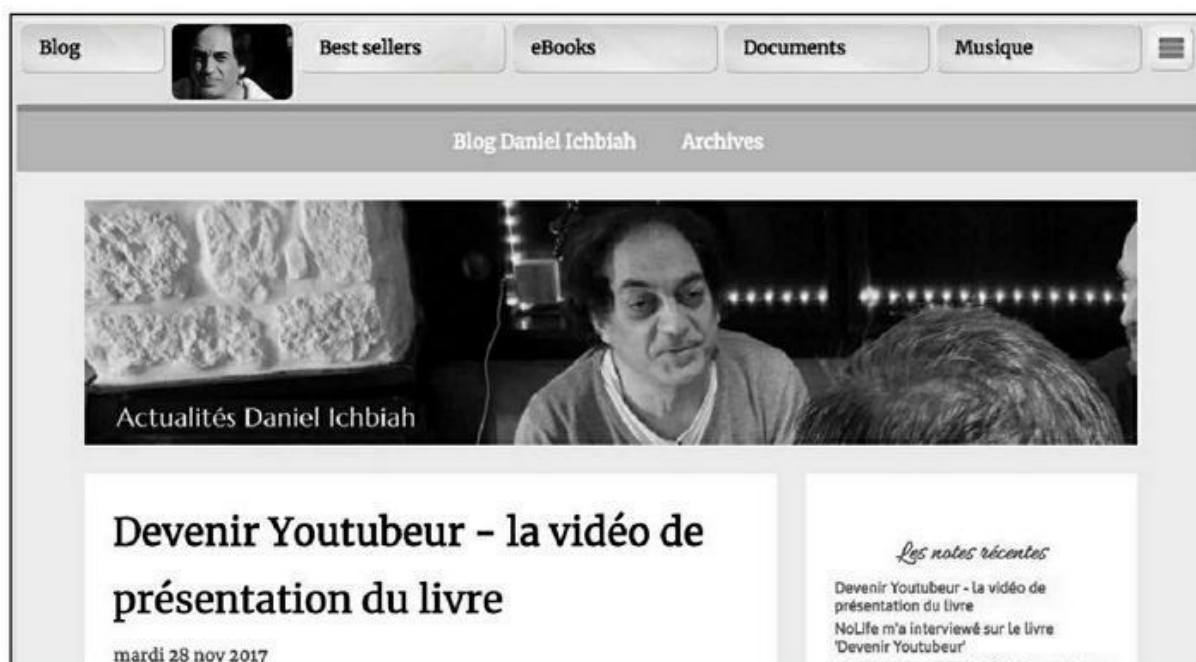 Blog
Best sellers
eBooks
Documents
Musique
Blog Daniel Ichbiah
Archives
Actualités Daniel Ichbiah
Devenir Youtubeur - la vidéo de
présentation du livre
mardi 28 nov 2017
Les notes récentes
Devenir Youtubeur - la vidéo de
présentation du livre
NoLife m'a interviewé sur le livre
'Devenir Youtubeur'